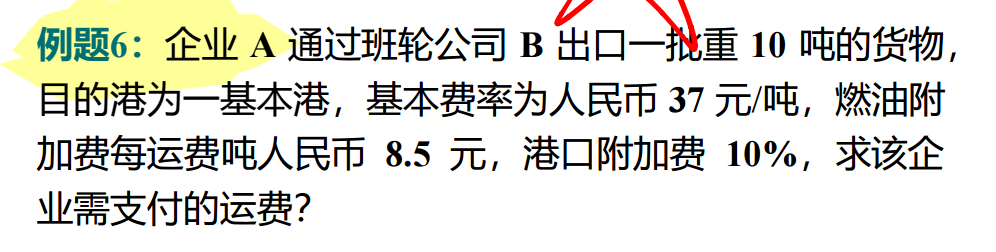 例题6：企业 A 通过班轮公司 B 出口一批重 10 吨的货物，
目的港为一基本港，基本费率为人民币 37 元/吨，燃油附
加费每运费吨人民币 8.5 元，港口附加费 10%，求该企
业需支付的运费？